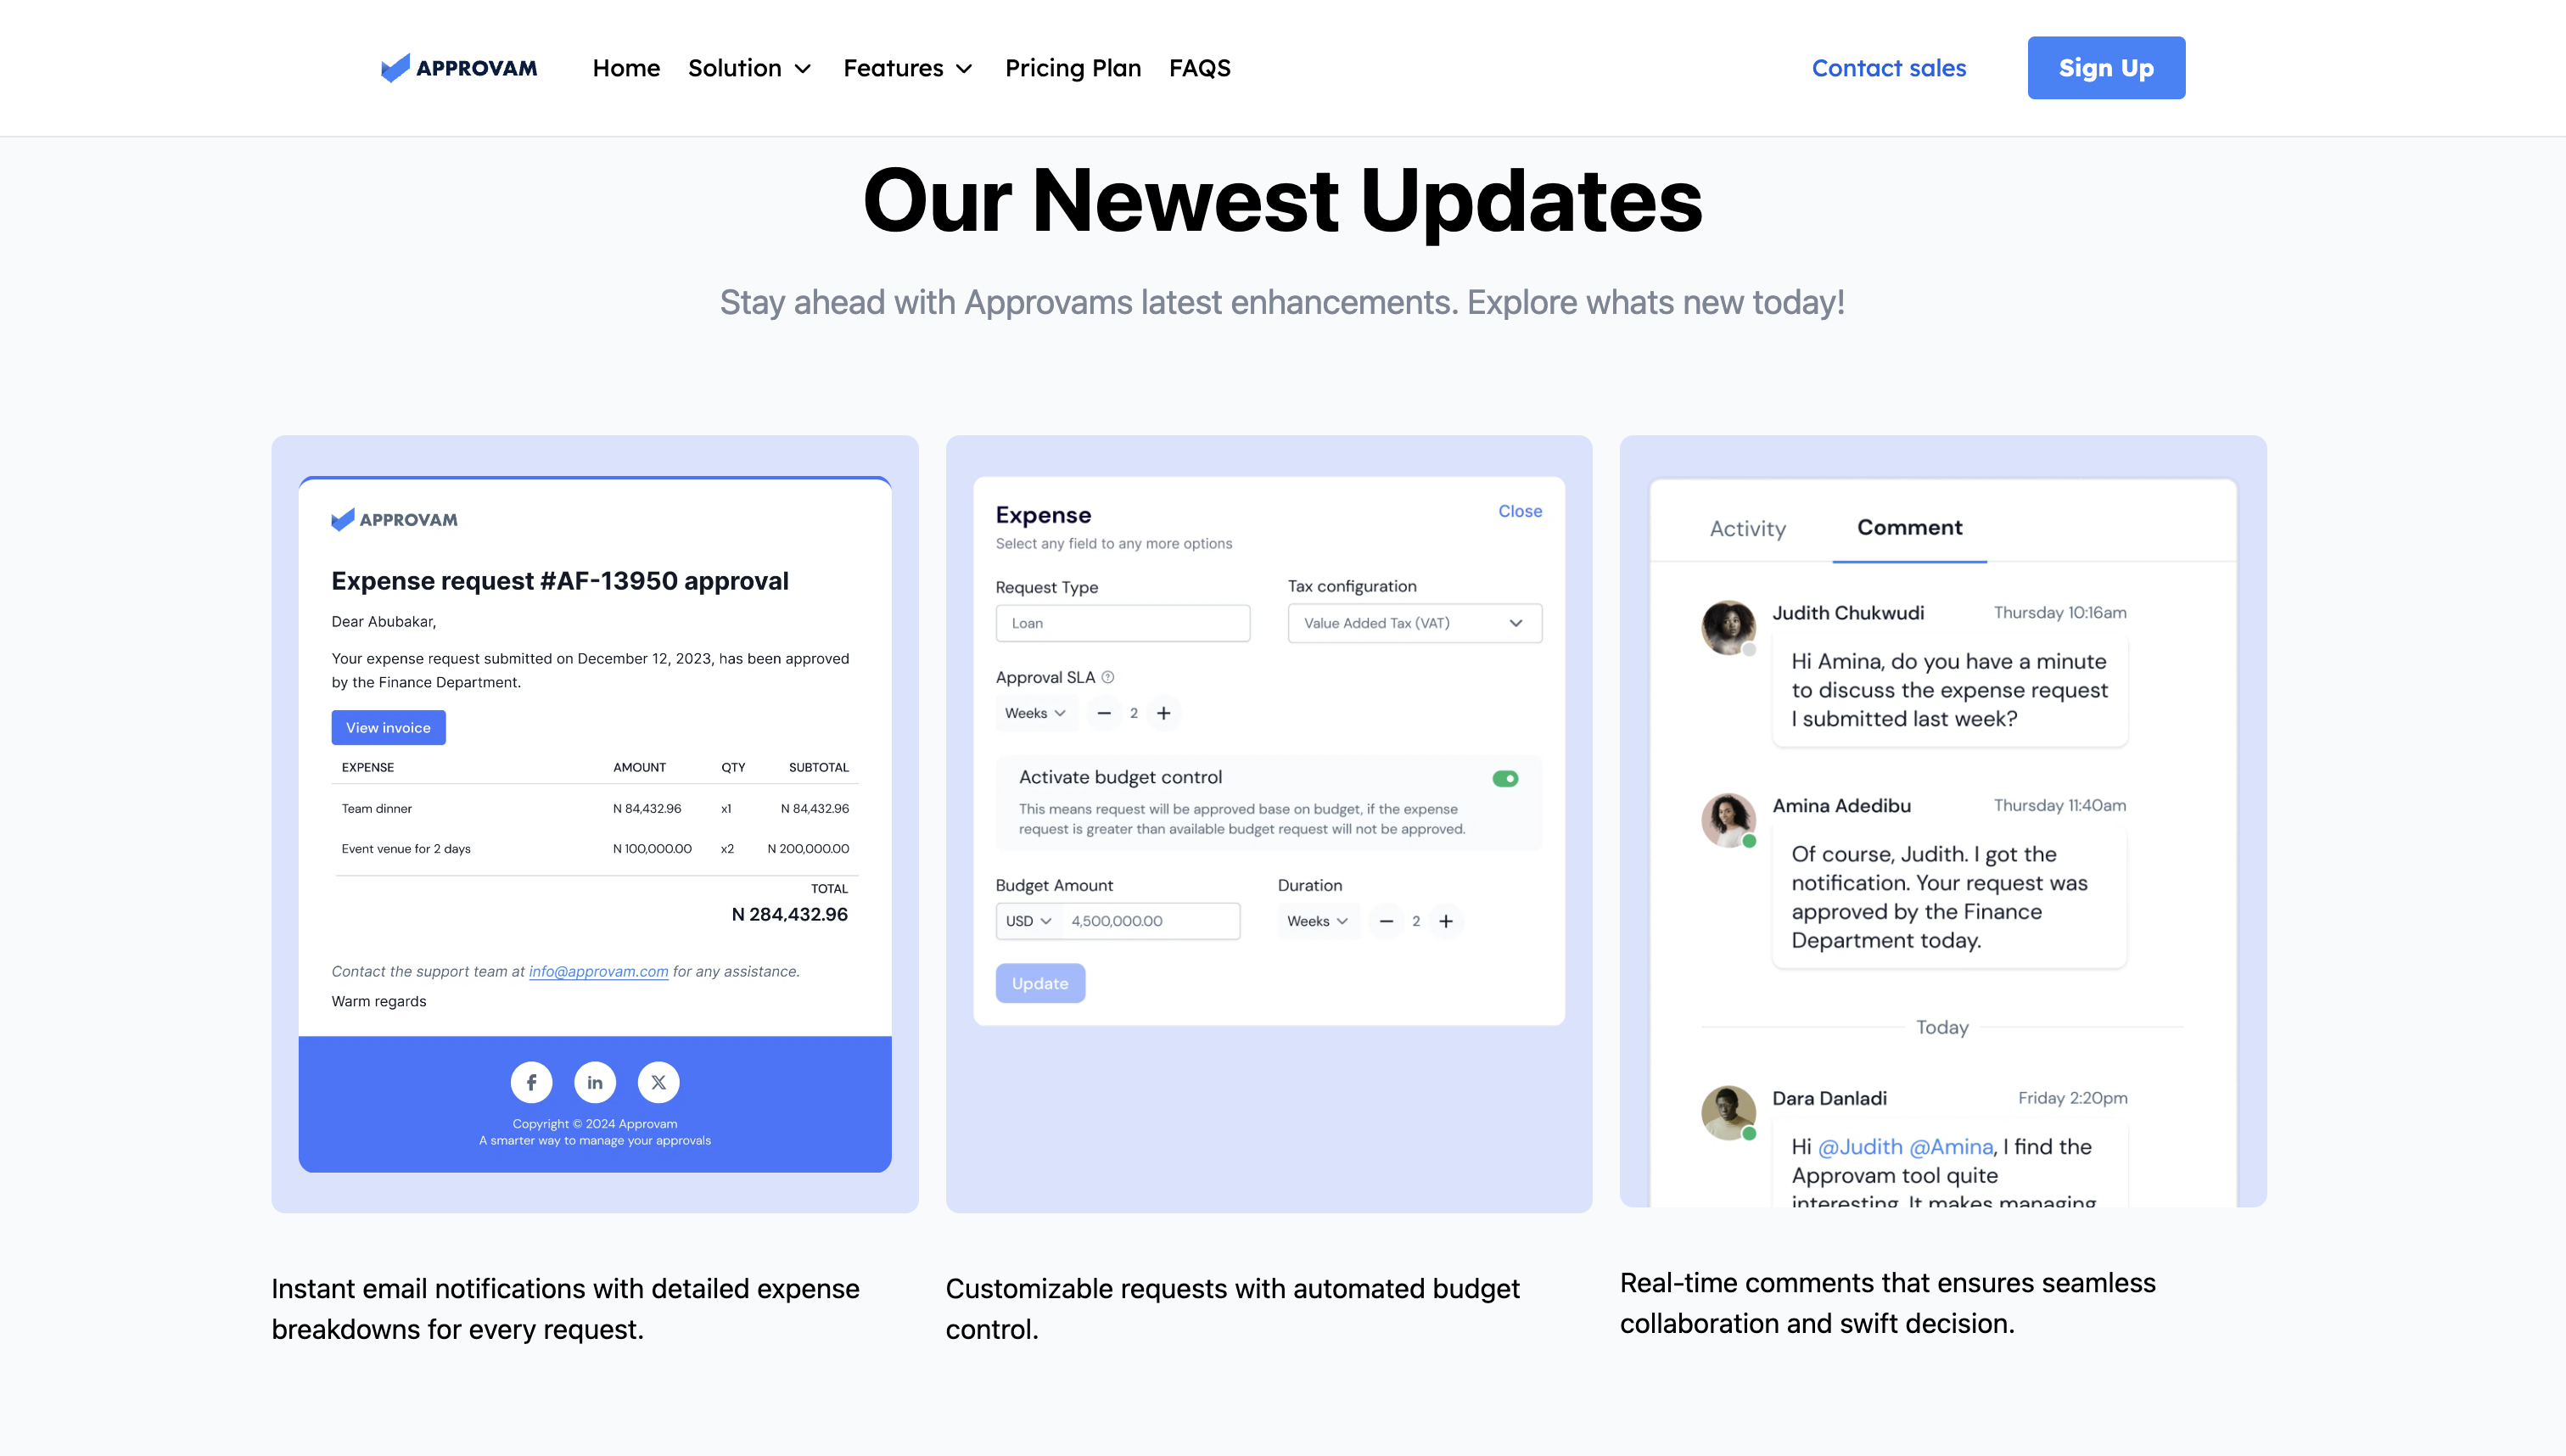 APPROVAM
Home Solution Features Pricing Plan FAQS
Contact sales
Sign Up
Our Newest Updates
Stay ahead with Approvams latest enhancements. Explore whats new today!
APPROVAM
Expense request #AF-13950 approval
Dear Abubakar,
Your expense request submitted on December 12, 2023, has been approved
by the Finance Department.
View invoice
EXPENSE AMOUNT QTY SUBTOTAL
Team dinner N 84,432.96 x1 N 84,432.96
Event venue for 2 days N 100,000.00 x2 N 200,000.00
TOTAL
N 284,432.96
Contact the support team at info@approvam.com for any assistance.
Warm regards
Copyright © 2024 Approvam
A smarter way to manage your approvals
Instant email notifications with detailed expense
breakdowns for every request.
Expense
Close
Select any field to any more options
Request Type Tax configuration
Loan Value Added Tax (VAT)
Approval SLA
Weeks 2
Activate budget control
This means request will be approved base on budget, if the expense
request is greater than available budget request will not be approved.
Budget Amount Duration
USD 4,500,000.00 Weeks 2
Update
Customizable requests with automated budget
control.
Activity Comment
Judith Chukwudi Thursday 10:16am
Hi Amina, do you have a minute
to discuss the expense request
I submitted last week?
Amina Adedibu Thursday 11:40am
Of course, Judith. I got the
notification. Your request was
approved by the Finance
Department today.
Today
Dara Danladi Friday 2:20pm
Hi @Judith @Amina, I find the
Approvam tool quite
interesting. It makes managing
Real-time comments that ensures seamless
collaboration and swift decision.